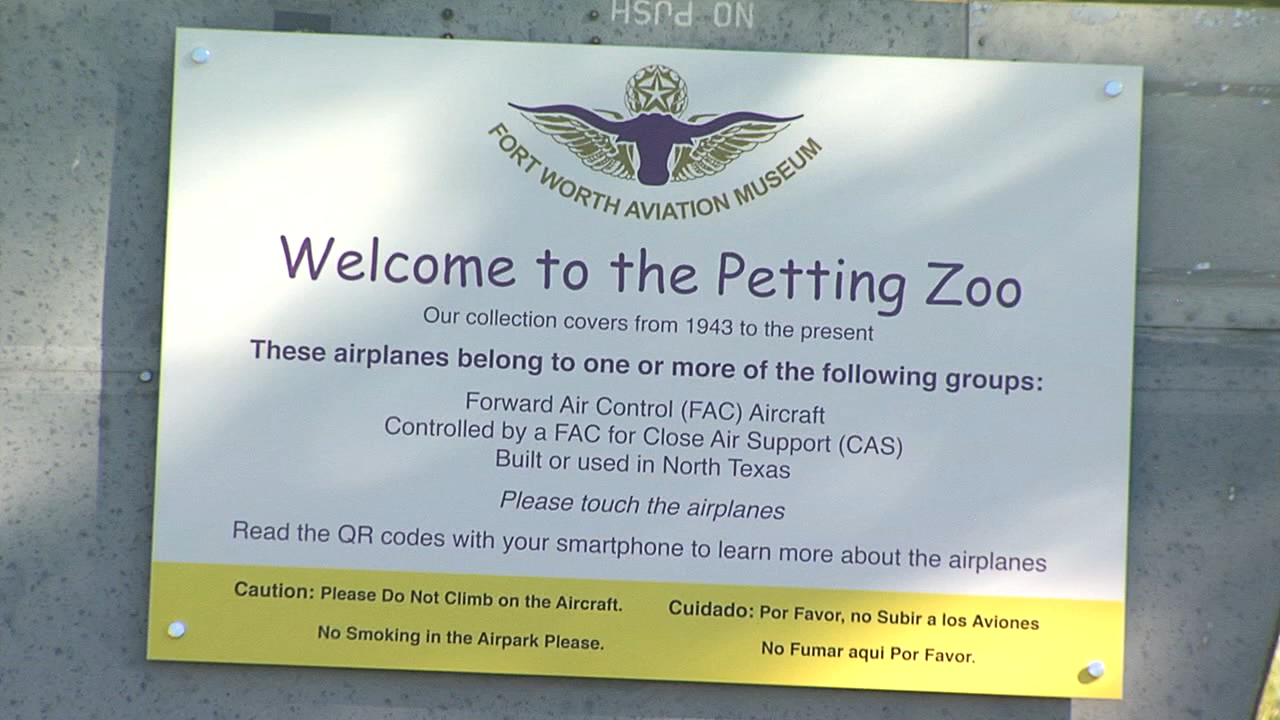 NO PUSH
FORT WORTH AVIATION MUSEUM
Welcome to the Petting Zoo
Our collection covers from 1943 to the present
These airplanes belong to one or more of the following groups:
Forward Air Control (FAC) Aircraft
Controlled by a FAC for Close Air Support (CAS)
Built or used in North Texas
Please touch the airplanes
Read the QR codes with your smartphone to learn more about the airplanes
Caution: Please Do Not Climb on the Aircraft.
No Smoking in the Airpark Please.
Cuidado: Por Favor, no Subir a los Aviones
No Fumar aqui Por Favor.